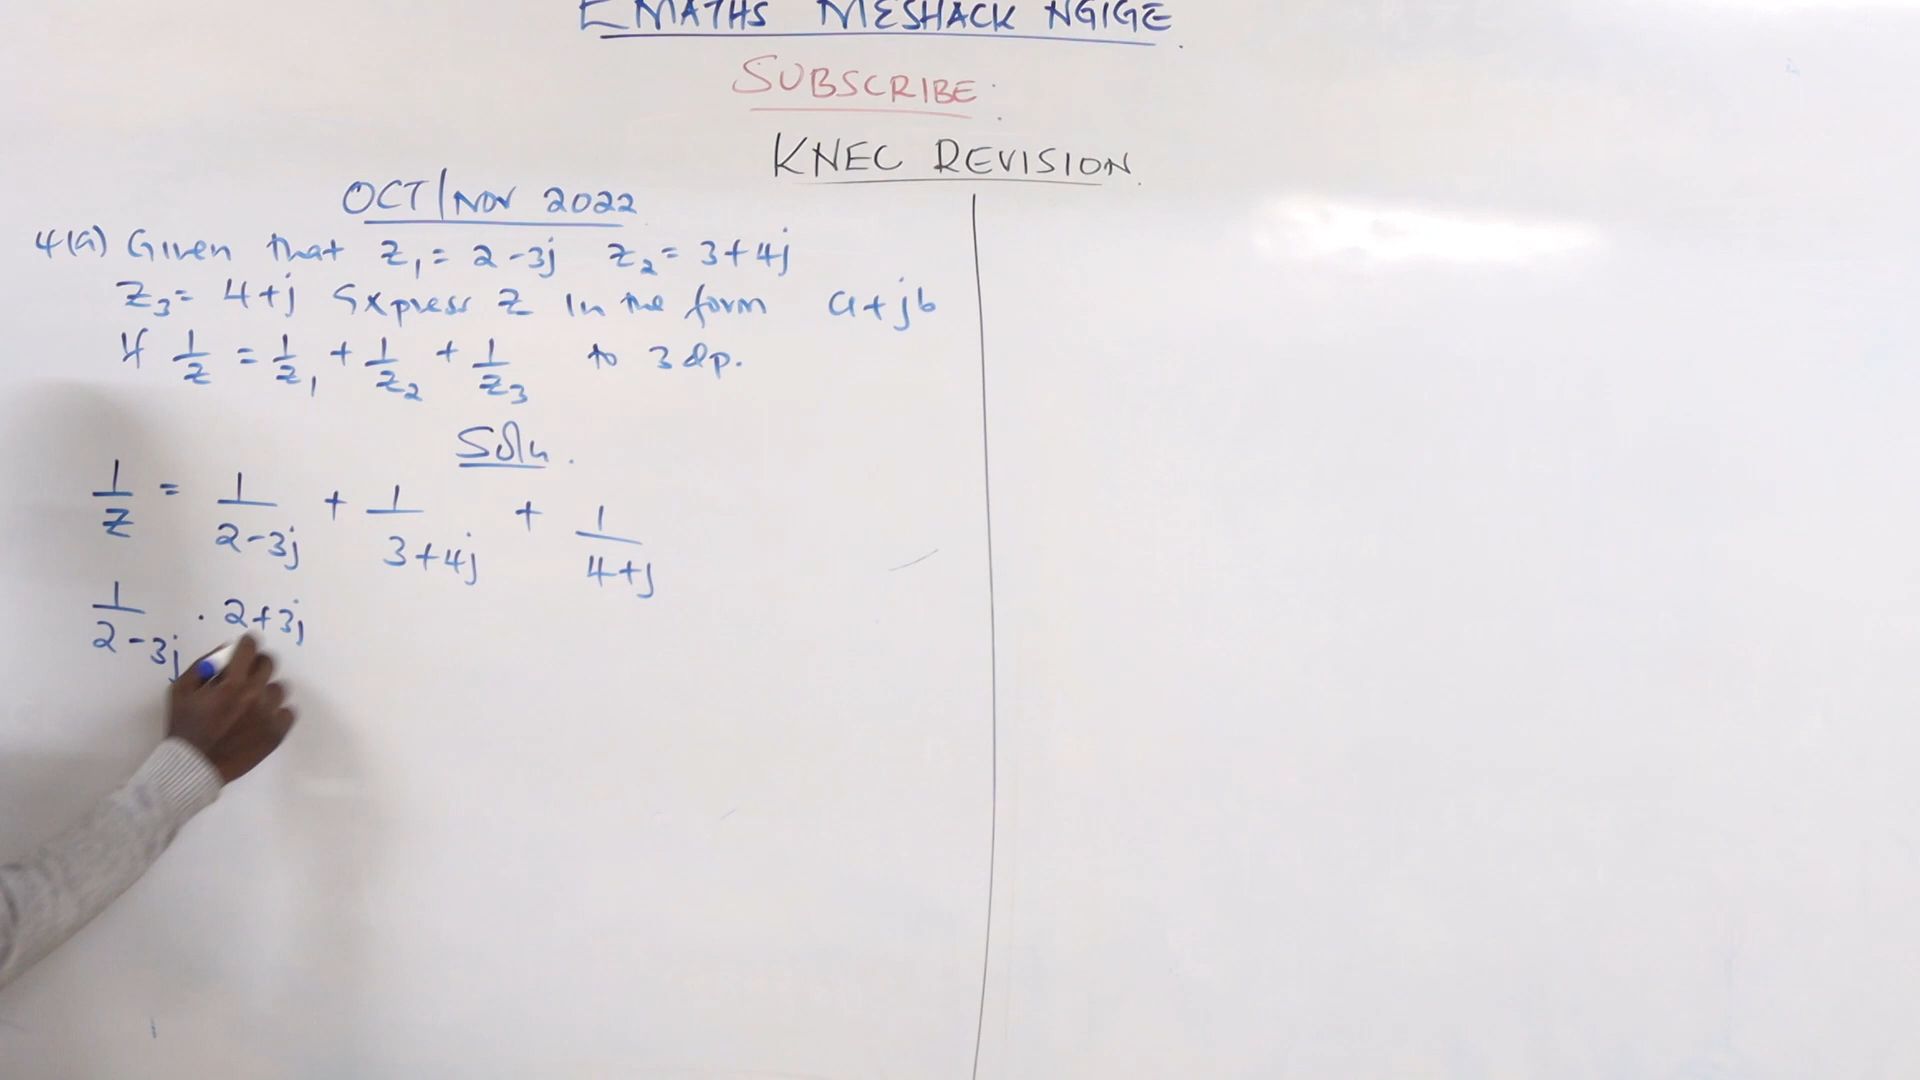 EMATHS MESHACK NGIGE
SUBSCRIBE:
KNEC REVISION.
OCT/NOV 2022
4(a) Given that z₁ = 2-3j z₂ = 3+4j
z₃ = 4+j Express z in the form a+jb
If 1/z = 1/z₁ + 1/z₂ + 1/z₃ to 3 dp.
Soln.
1/z = 1/(2-3j) + 1/(3+4j) + 1/(4+j)
1/(2-3j) · 2+3j